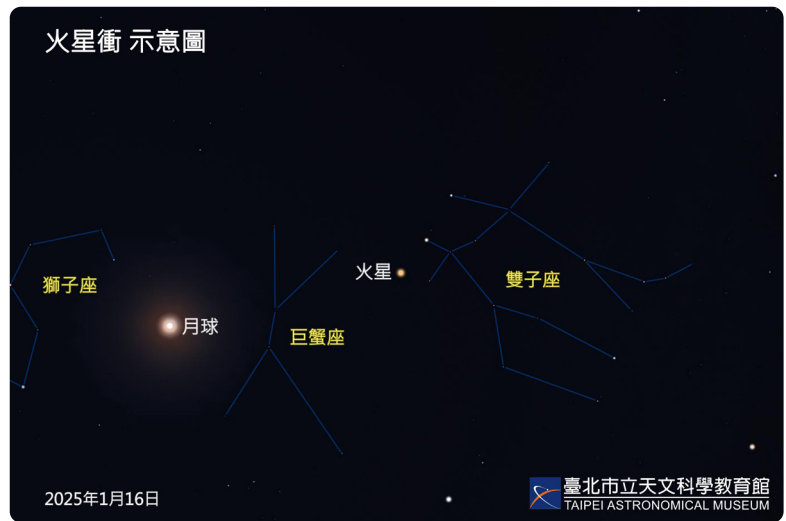 火星衝 示意圖
火星
獅子座
雙子座
月球
巨蟹座
2025年1月16日
臺北市立天文科學教育館
TAIPEI ASTRONOMICAL MUSEUM